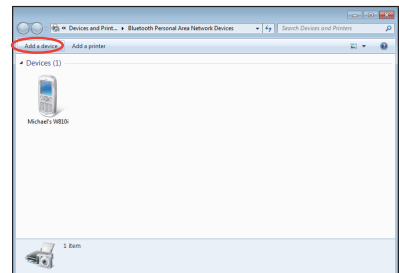 « Devices and Print... ▸ Bluetooth Personal Area Network Devices
Search Devices and Printers
Add a device Add a printer
Devices (1)
Michael's W810i
1 item